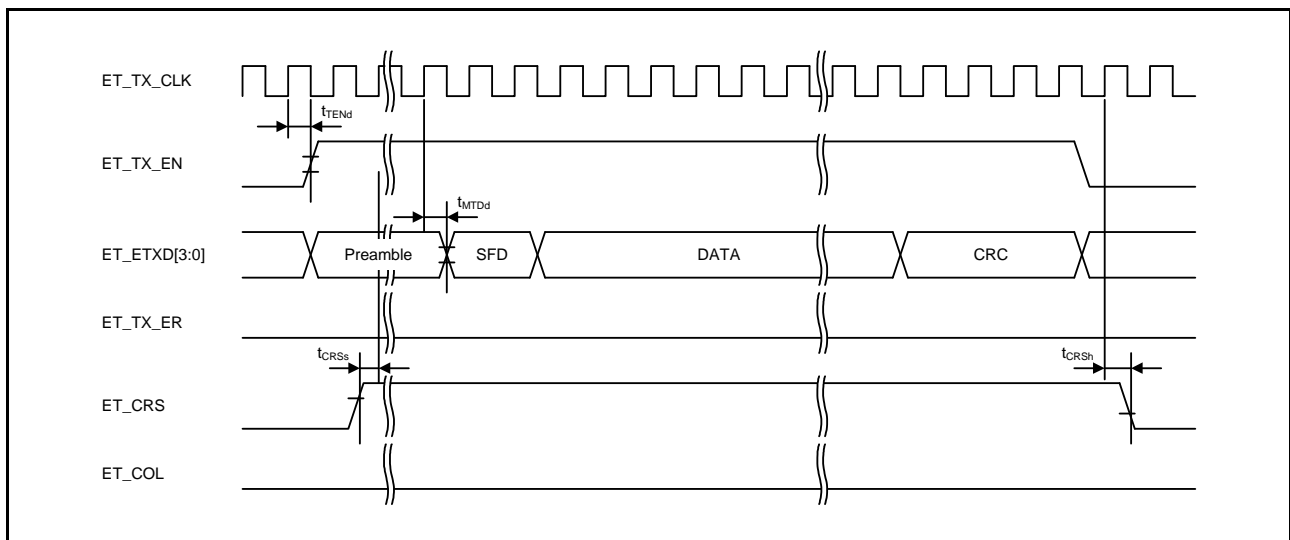 ET_TX_CLK
tTENd
ET_TX_EN
tMTDd
ET_ETXD[3:0]
Preamble
SFD
DATA
CRC
ET_TX_ER
tCRSs
tCRSh
ET_CRS
ET_COL